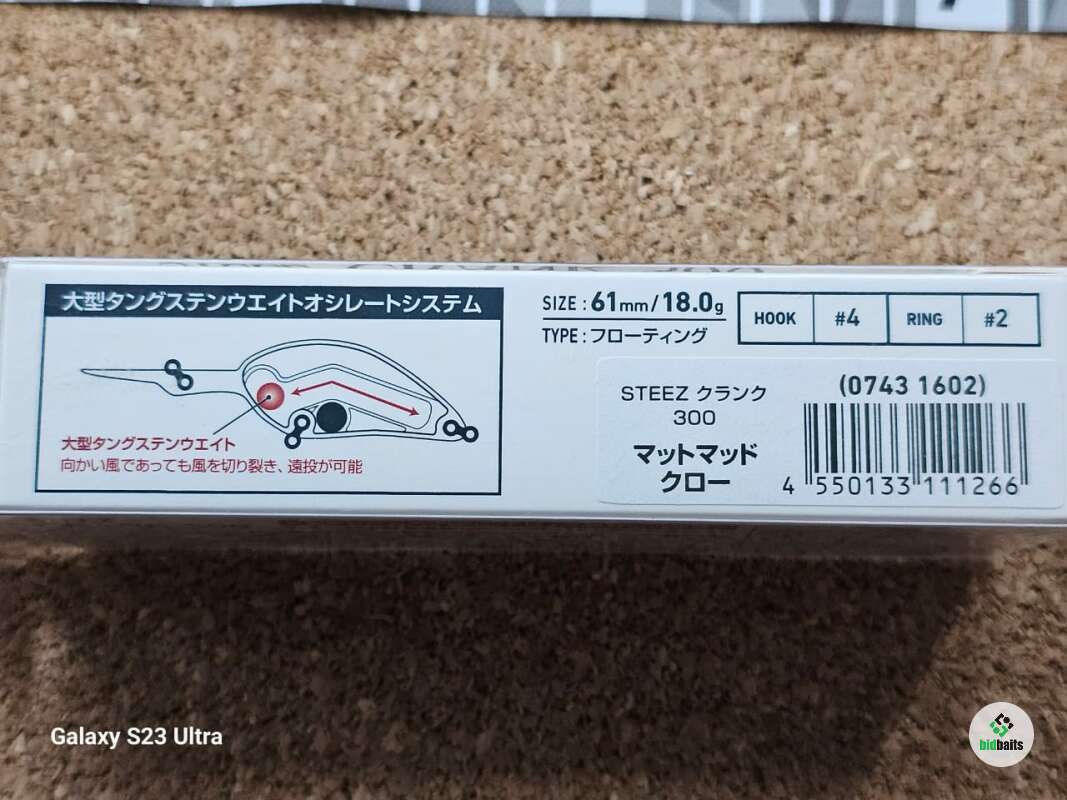 大型タングステンウエイトオシレートシステム
大型タングステンウエイト
向かい風であっても風を切り裂き、遠投が可能
SIZE : 61mm/18.0g
TYPE : フローティング
HOOK #4 RING #2
STEEZ クランク
300
マットマッド
クロー
(0743 1602)
4 550133 111266
Galaxy S23 Ultra
bidbaits